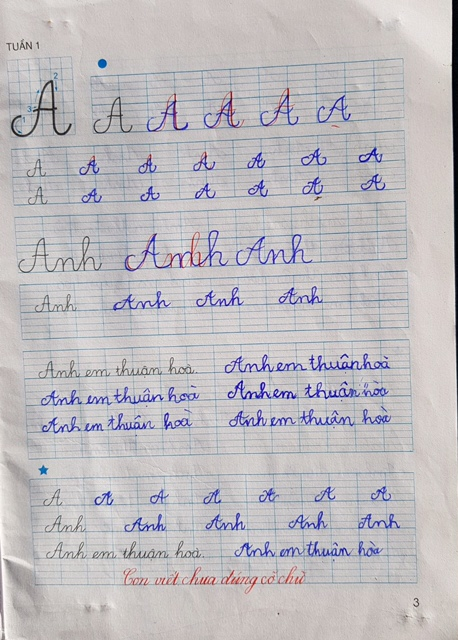 TUẦN 1
2
3
A A A A A A
A A A A A A A
A A A A A A A
Anh Anh Anh
Anh Anh Anh Anh
Anh em thuận hoà. Anh em thuận hoà
Anh em thuận hoà Anh em thuận hòa
Anh em thuận hoà Anh em thuận hoà
A A A A A A A
Anh Anh Anh Anh Anh
Anh em thuận hoà. Anh em thuận hòa
Con viết chưa đúng cỡ chữ
3